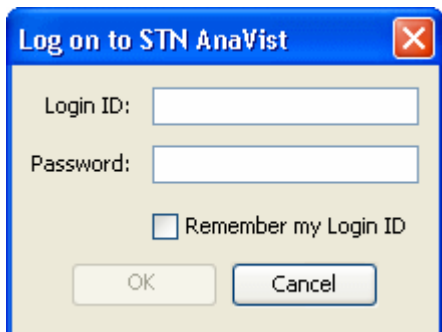 Log on to STN AnaVist
Login ID:
Password:
Remember my Login ID
OK Cancel